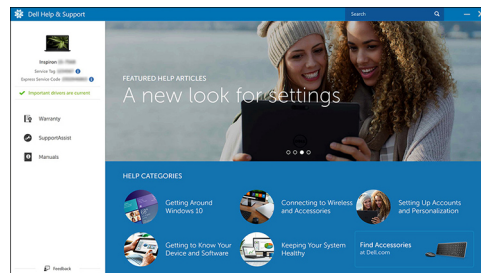 Dell Help & Support
Search
Inspiron
Service Tag
Express Service Code
Important drivers are current
Warranty
SupportAssist
Manuals
Feedback
FEATURED HELP ARTICLES
A new look for settings
HELP CATEGORIES
Getting Around
Windows 10
Connecting to Wireless
and Accessories
Setting Up Accounts
and Personalization
Getting to Know Your
Device and Software
Keeping Your System
Healthy
Find Accessories
at Dell.com